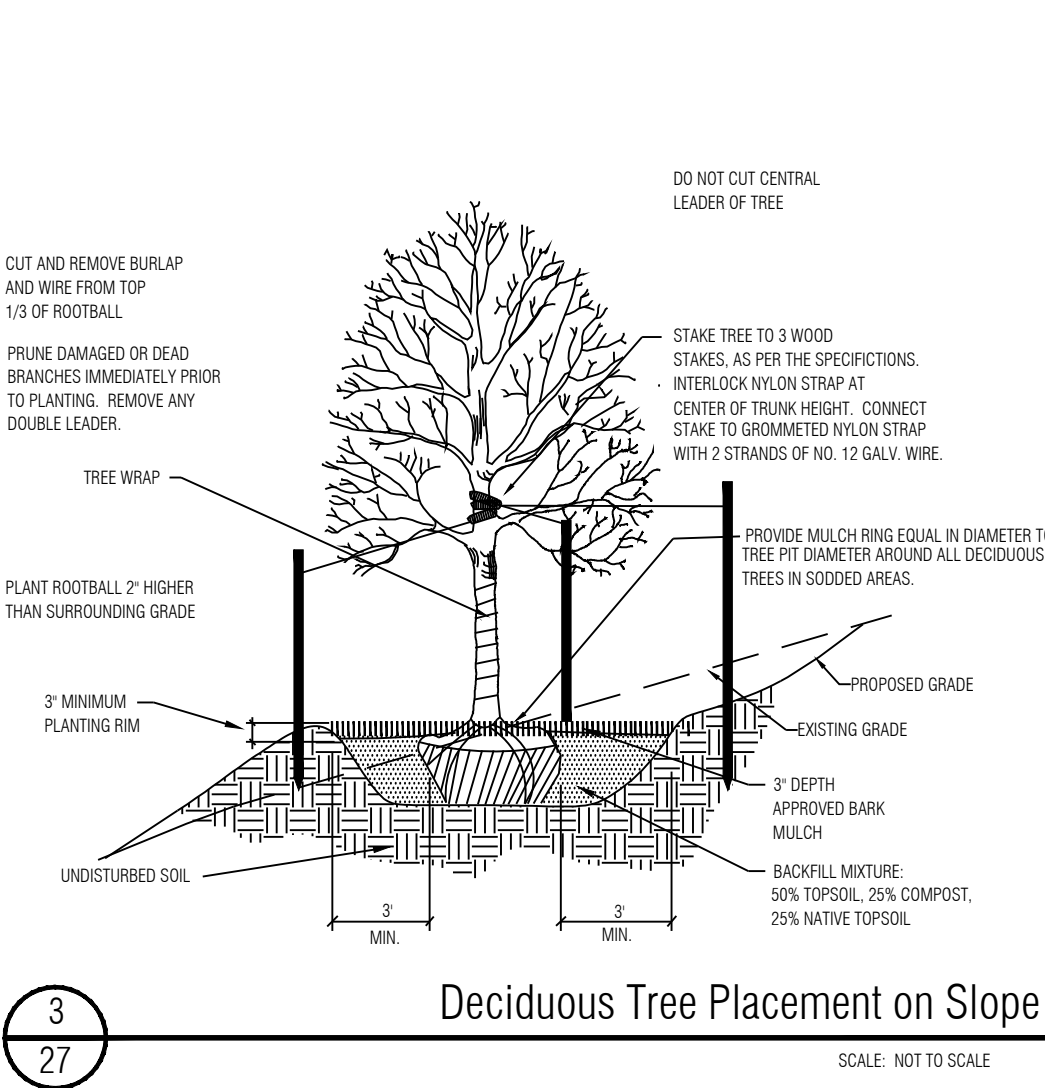 DO NOT CUT CENTRAL
LEADER OF TREE
CUT AND REMOVE BURLAP
AND WIRE FROM TOP
1/3 OF ROOTBALL
PRUNE DAMAGED OR DEAD
BRANCHES IMMEDIATELY PRIOR
TO PLANTING. REMOVE ANY
DOUBLE LEADER.
STAKE TREE TO 3 WOOD
STAKES, AS PER THE SPECIFICTIONS.
INTERLOCK NYLON STRAP AT
CENTER OF TRUNK HEIGHT. CONNECT
STAKE TO GROMMETED NYLON STRAP
WITH 2 STRANDS OF NO. 12 GALV. WIRE.
TREE WRAP
PROVIDE MULCH RING EQUAL IN DIAMETER
TREE PIT DIAMETER AROUND ALL DECIDUOUS
TREES IN SODDED AREAS.
PLANT ROOTBALL 2" HIGHER
THAN SURROUNDING GRADE
PROPOSED GRADE
3" MINIMUM
PLANTING RIM
EXISTING GRADE
3" DEPTH
APPROVED BARK
MULCH
UNDISTURBED SOIL
BACKFILL MIXTURE:
50% TOPSOIL, 25% COMPOST,
25% NATIVE TOPSOIL
3'
MIN.
3'
MIN.
3
27
Deciduous Tree Placement on Slope
SCALE: NOT TO SCALE